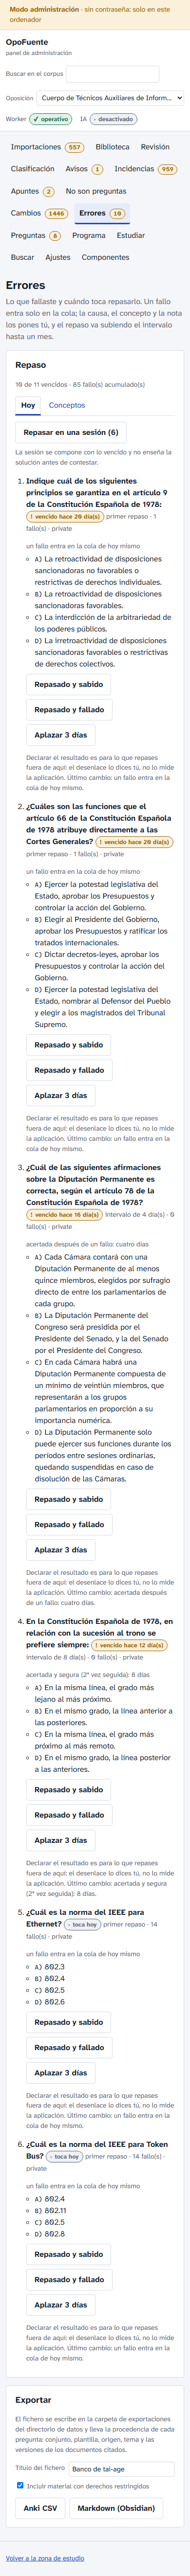 Modo administración · sin contraseña: solo en este ordenador
OpoFuente
panel de administración
Buscar en el corpus
Oposición Cuerpo de Técnicos Auxiliares de Inform...
Worker ✓ operativo IA · desactivado
Importaciones 557 Biblioteca Revisión
Clasificación Avisos 1 Incidencias 959
Apuntes 2 No son preguntas
Cambios 1446 Errores 10
Preguntas 8 Programa Estudiar
Buscar Ajustes Componentes
Errores
Lo que fallaste y cuándo toca repasarlo. Un fallo
entra solo en la cola; la causa, el concepto y la nota
los pones tú, y el repaso va subiendo el intervalo
hasta un mes.
Repaso
10 de 11 vencidos · 85 fallo(s) acumulado(s)
Hoy Conceptos
Repasar en una sesión (6)
La sesión se compone con lo vencido y no enseña la
solución antes de contestar.
1. Indique cuál de los siguientes
principios se garantiza en el artículo 9
de la Constitución Española de 1978:
! vencido hace 20 día(s) primer repaso · 1
fallo(s) · private
un fallo entra en la cola de hoy mismo
A) La retroactividad de disposiciones
sancionadoras no favorables o
restrictivas de derechos individuales.
B) La retroactividad de disposiciones
sancionadoras favorables.
C) La interdicción de la arbitrariedad de
los poderes públicos.
D) La irretroactividad de disposiciones
sancionadoras favorables o restrictivas
de derechos colectivos.
Repasado y sabido
Repasado y fallado
Aplazar 3 días
Declarar el resultado es para lo que repases
fuera de aquí: el desenlace lo dices tú, no lo mide
la aplicación. Último cambio: un fallo entra en la
cola de hoy mismo.
2. ¿Cuáles son las funciones que el
artículo 66 de la Constitución Española
de 1978 atribuye directamente a las
Cortes Generales? ! vencido hace 20 día(s)
primer repaso · 1 fallo(s) · private
un fallo entra en la cola de hoy mismo
A) Ejercer la potestad legislativa del
Estado, aprobar los Presupuestos y
controlar la acción del Gobierno.
B) Elegir al Presidente del Gobierno,
aprobar los Presupuestos y ratificar los
tratados internacionales.
C) Dictar decretos-leyes, aprobar los
Presupuestos y controlar la acción del
Gobierno.
D) Ejercer la potestad legislativa del
Estado, nombrar al Defensor del Pueblo
y elegir a los magistrados del Tribunal
Supremo.
Repasado y sabido
Repasado y fallado
Aplazar 3 días
Declarar el resultado es para lo que repases
fuera de aquí: el desenlace lo dices tú, no lo mide
la aplicación. Último cambio: un fallo entra en la
cola de hoy mismo.
3. ¿Cuál de las siguientes afirmaciones
sobre la Diputación Permanente es
correcta, según el artículo 78 de la
Constitución Española de 1978?
! vencido hace 16 día(s) intervalo de 4 día(s) · 0
fallo(s) · private
acertada después de un fallo: cuatro días
A) Cada Cámara contará con una
Diputación Permanente de al menos
quince miembros, elegidos por sufragio
directo de entre los parlamentarios de
cada grupo.
B) La Diputación Permanente del
Congreso será presidida por el
Presidente del Senado, y la del Senado
por el Presidente del Congreso.
C) En cada Cámara habrá una
Diputación Permanente compuesta de
un mínimo de veintiún miembros, que
representarán a los grupos
parlamentarios en proporción a su
importancia numérica.
D) La Diputación Permanente solo
puede ejercer sus funciones durante los
períodos entre sesiones ordinarias,
quedando suspendidas en caso de
disolución de las Cámaras.
Repasado y sabido
Repasado y fallado
Aplazar 3 días
Declarar el resultado es para lo que repases
fuera de aquí: el desenlace lo dices tú, no lo mide
la aplicación. Último cambio: acertada después
de un fallo: cuatro días.
4. En la Constitución Española de 1978, en
relación con la sucesión al trono se
prefiere siempre: ! vencido hace 12 día(s)
intervalo de 8 día(s) · 0 fallo(s) · private
acertada y segura (2ª vez seguida): 8 días
A) En la misma línea, el grado más
lejano al más próximo.
B) En el mismo grado, la línea anterior a
las posteriores.
C) En la misma línea, el grado más
próximo al más remoto.
D) En el mismo grado, la línea posterior
a las anteriores.
Repasado y sabido
Repasado y fallado
Aplazar 3 días
Declarar el resultado es para lo que repases
fuera de aquí: el desenlace lo dices tú, no lo mide
la aplicación. Último cambio: acertada y segura
(2ª vez seguida): 8 días.
5. ¿Cuál es la norma del IEEE para
Ethernet? · toca hoy primer repaso · 14
fallo(s) · private
un fallo entra en la cola de hoy mismo
A) 802.3
B) 802.4
C) 802.5
D) 802.6
Repasado y sabido
Repasado y fallado
Aplazar 3 días
Declarar el resultado es para lo que repases
fuera de aquí: el desenlace lo dices tú, no lo mide
la aplicación. Último cambio: un fallo entra en la
cola de hoy mismo.
6. ¿Cuál es la norma del IEEE para Token
Bus? · toca hoy primer repaso · 14 fallo(s) ·
private
un fallo entra en la cola de hoy mismo
A) 802.4
B) 802.11
C) 802.5
D) 802.8
Repasado y sabido
Repasado y fallado
Aplazar 3 días
Declarar el resultado es para lo que repases
fuera de aquí: el desenlace lo dices tú, no lo mide
la aplicación. Último cambio: un fallo entra en la
cola de hoy mismo.
Exportar
El fichero se escribe en la carpeta de exportaciones
del directorio de datos y lleva la procedencia de cada
pregunta: conjunto, plantilla, origen, tema y las
versiones de los documentos citados.
Título del fichero Banco de tai-age
Incluir material con derechos restringidos
Anki CSV Markdown (Obsidian)
Volver a la zona de estudio